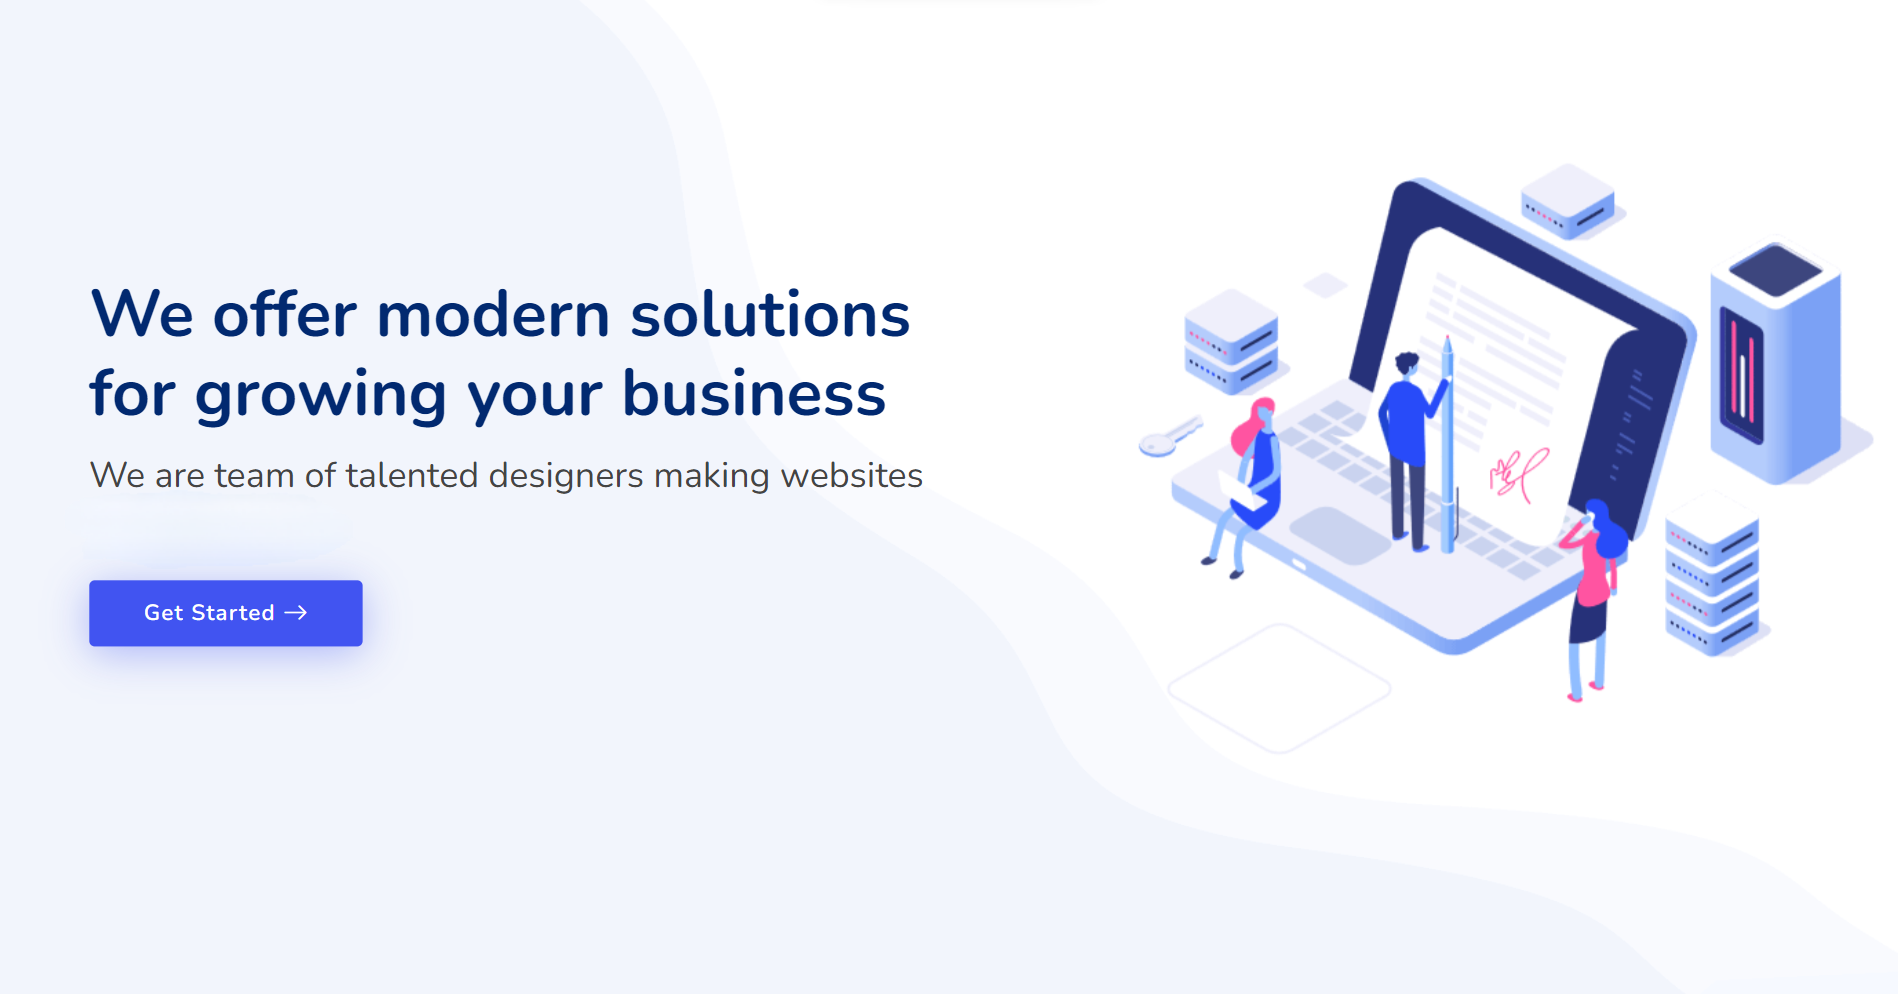 We offer modern solutions
for growing your business
We are team of talented designers making websites
Get Started →